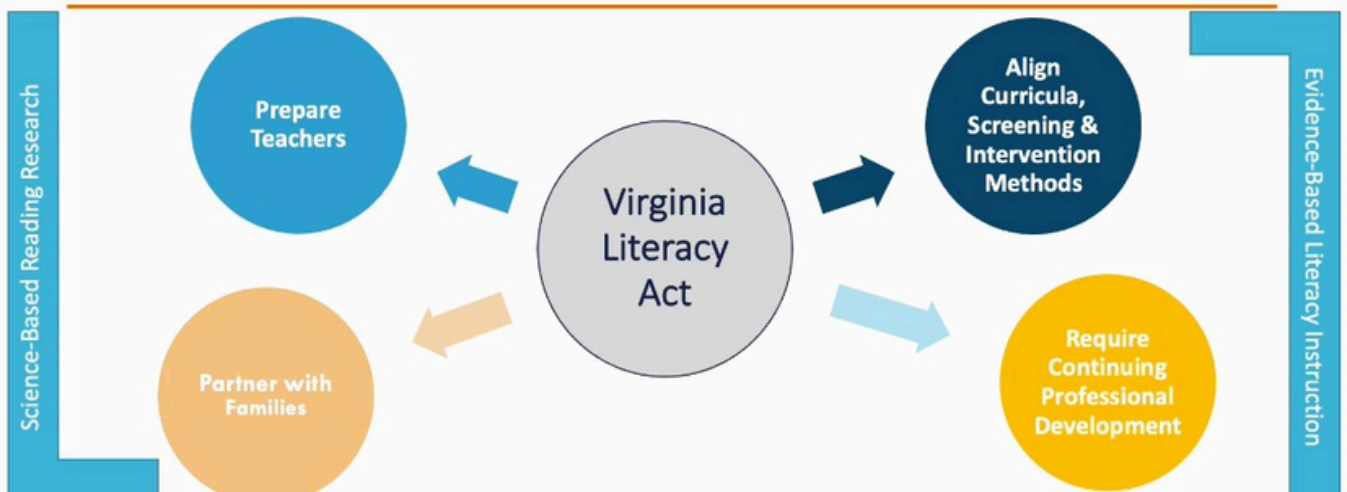 Science-Based Reading Research
Prepare
Teachers
Partner with
Families
Virginia
Literacy
Act
Align
Curricula,
Screening &
Intervention
Methods
Require
Continuing
Professional
Development
Evidence-Based Literacy Instruction